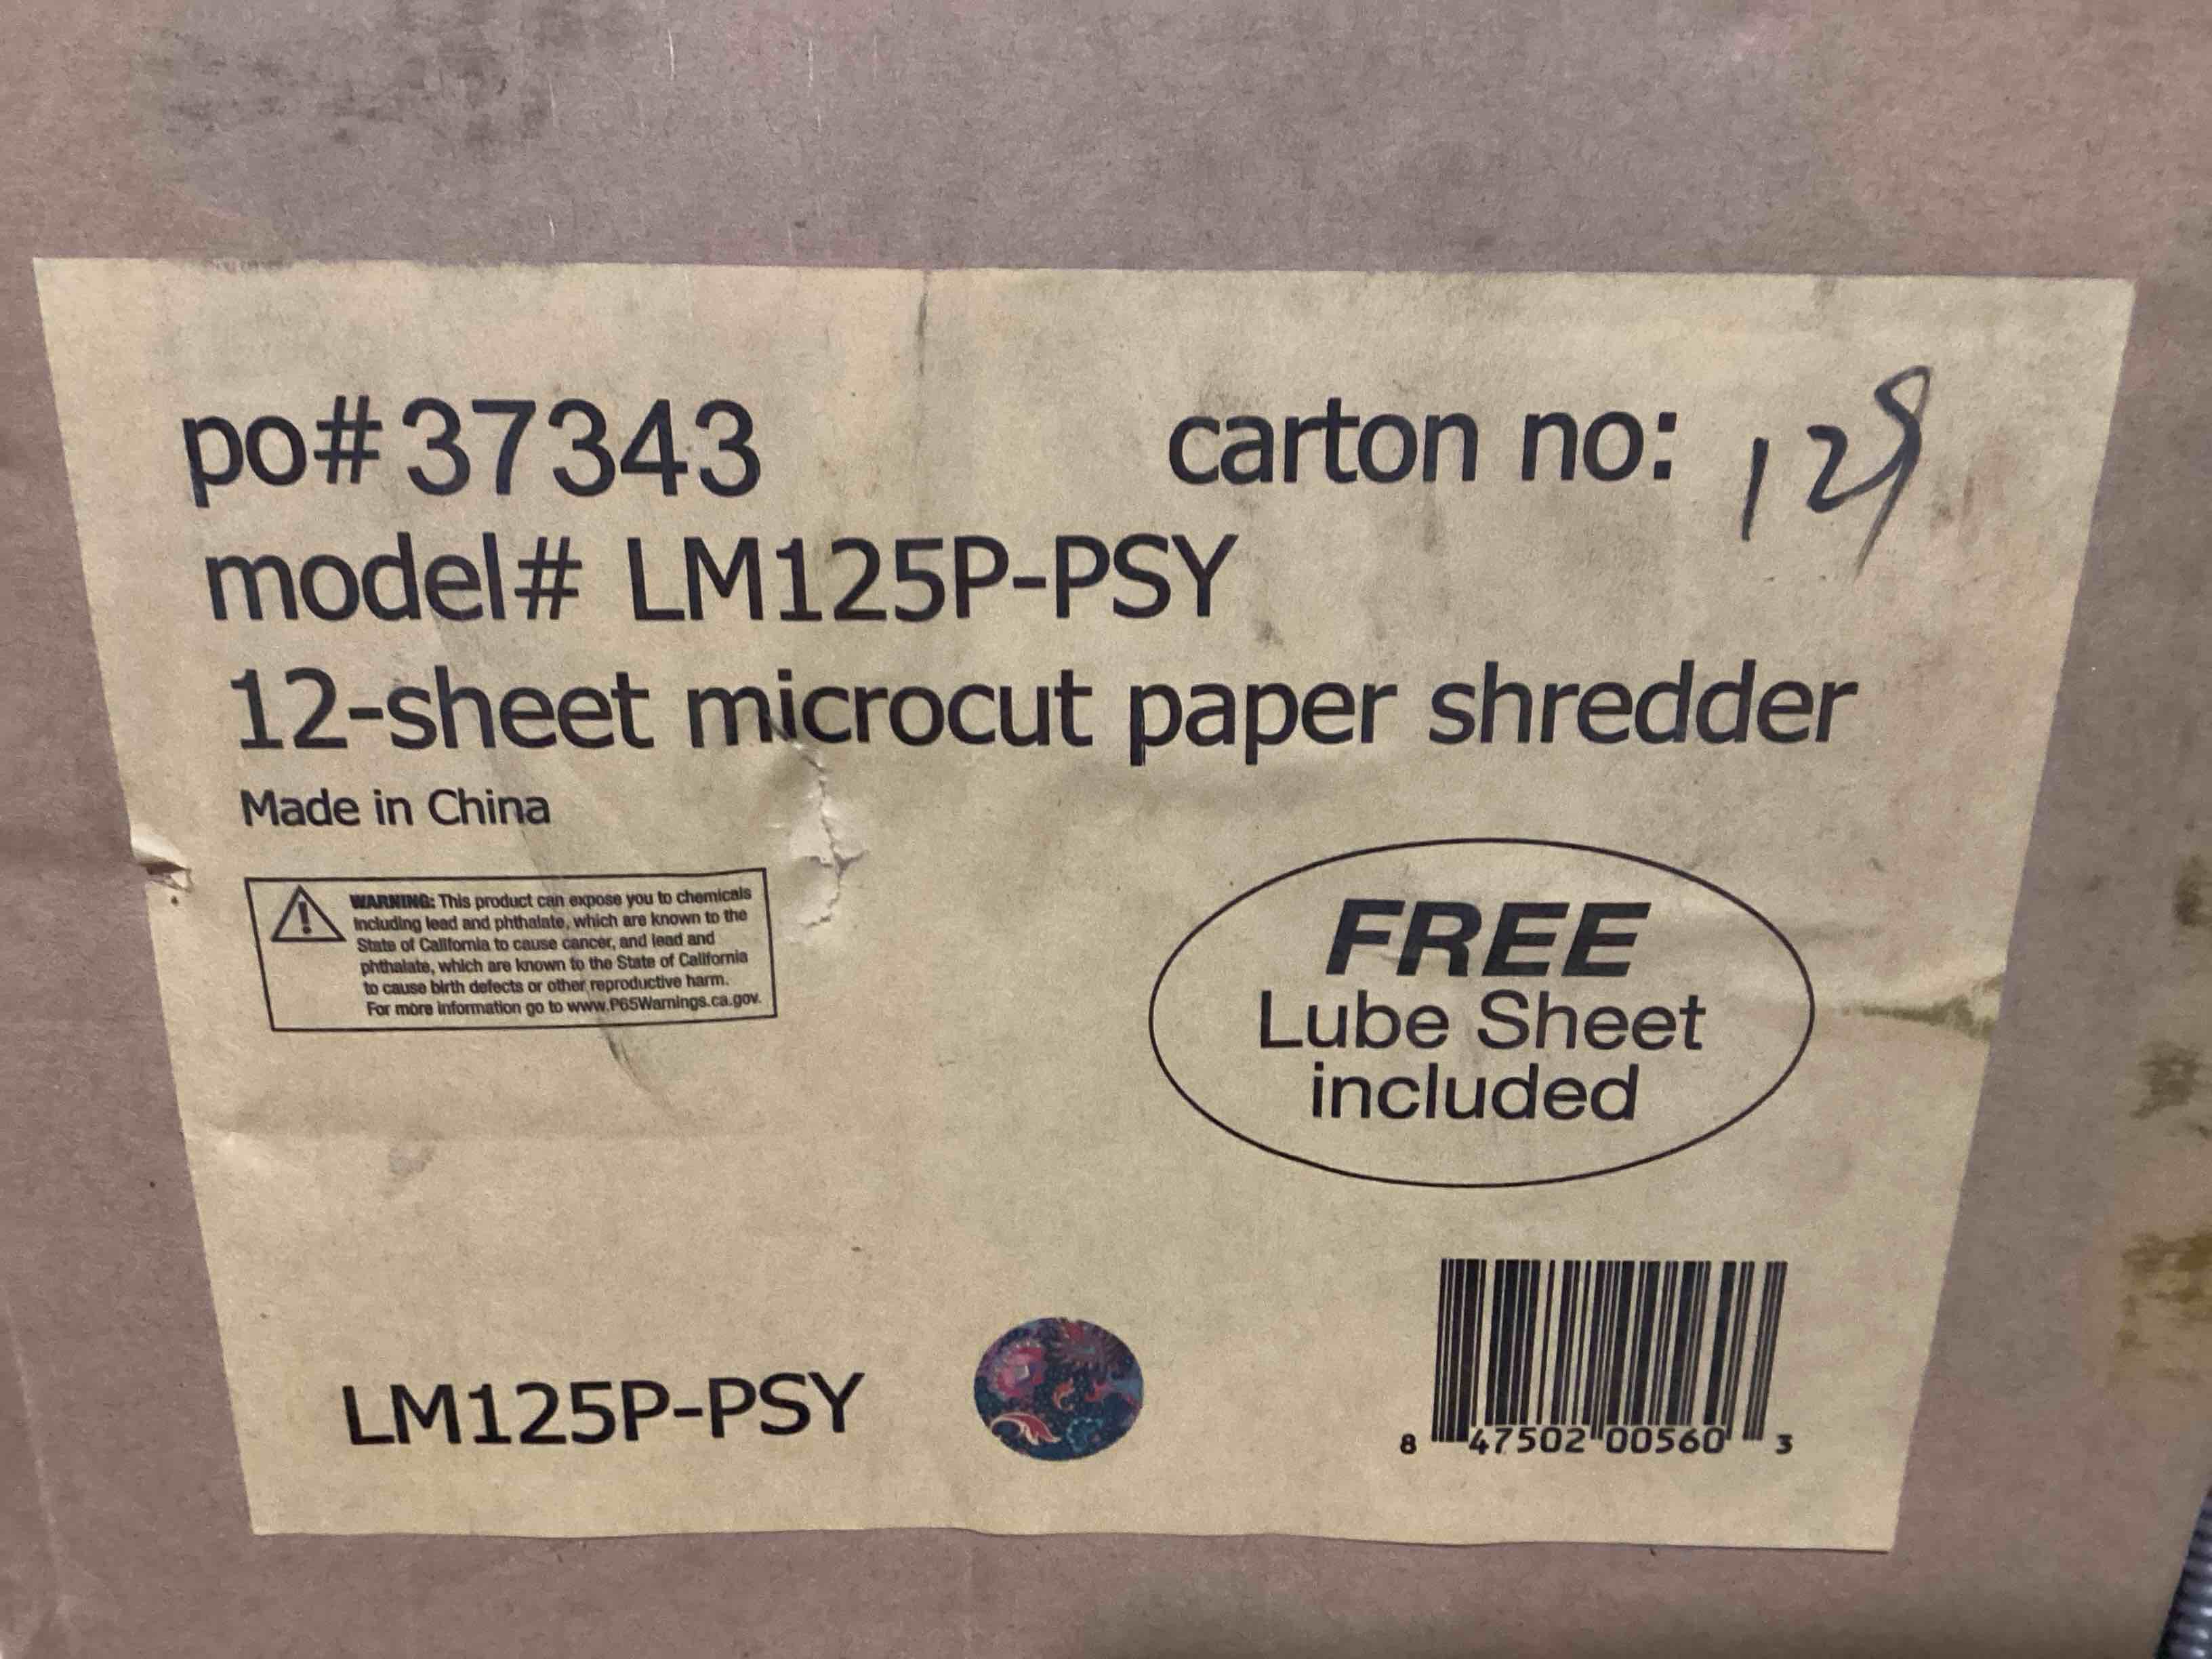 po# 37343 carton no: 129
model# LM125P-PSY
12-sheet microcut paper shredder
Made in China
WARNING: This product can expose you to chemicals
including lead and phthalate, which are known to the
State of California to cause cancer, and lead and
phthalate, which are known to the State of California
to cause birth defects or other reproductive harm.
For more information go to www.P65Warnings.ca.gov.
FREE
Lube Sheet
included
LM125P-PSY
8 47502 00560 3